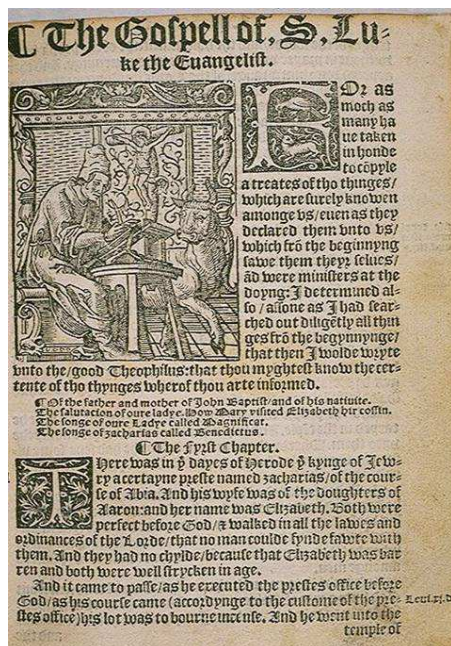 ¶ The Gospell of. S. Lu-
ke the Euangelist.
FOr as
moch as
many ha
ue taken
in honde
to cōpyle
a treates of tho thinges/
which are surely knowen
amonge vs/euen as they
declared them vnto vs/
which frō the beginnyng
sawe them theyr selues/
ād were ministers at the
doyng: I determined al-
so/assone as I had sear-
ched out diligētly all thin
ges frō the begynnynge/
that then I wolde wryte
vnto the/good Theophilus: that thou myghtest know the cer-
tente of tho thynges wherof thou arte informed.
¶ Of the father and mother of John Baptist/and of his natiuite.
The salutacion of oure ladye. How Mary visited Elizabeth hir cossin.
The songe of oure Ladye called Magnificat.
The songe of zacharias called Benedictus.
¶ The Fyrst Chapter.
THere was in ẏ dayes of Herode ẏ kynge of Jew-
ry a certayne preste named zacharias/of the cour-
se of Abia. And his wyfe was of the doughters of
Aaron: and her name was Elizabeth. Both were
perfect before God/& walked in all the lawes and
ordinances of the Lorde/that no man coulde fynde fawte with
them. And they had no chylde/because that Elizabeth was bar
ren and both were well strycken in age.
And it came to passe/as he executed the prestes office before
God/as his course came (accordynge to the custome of the pre-
stes office) his lot was to bourne incense. And he went into the
temple of